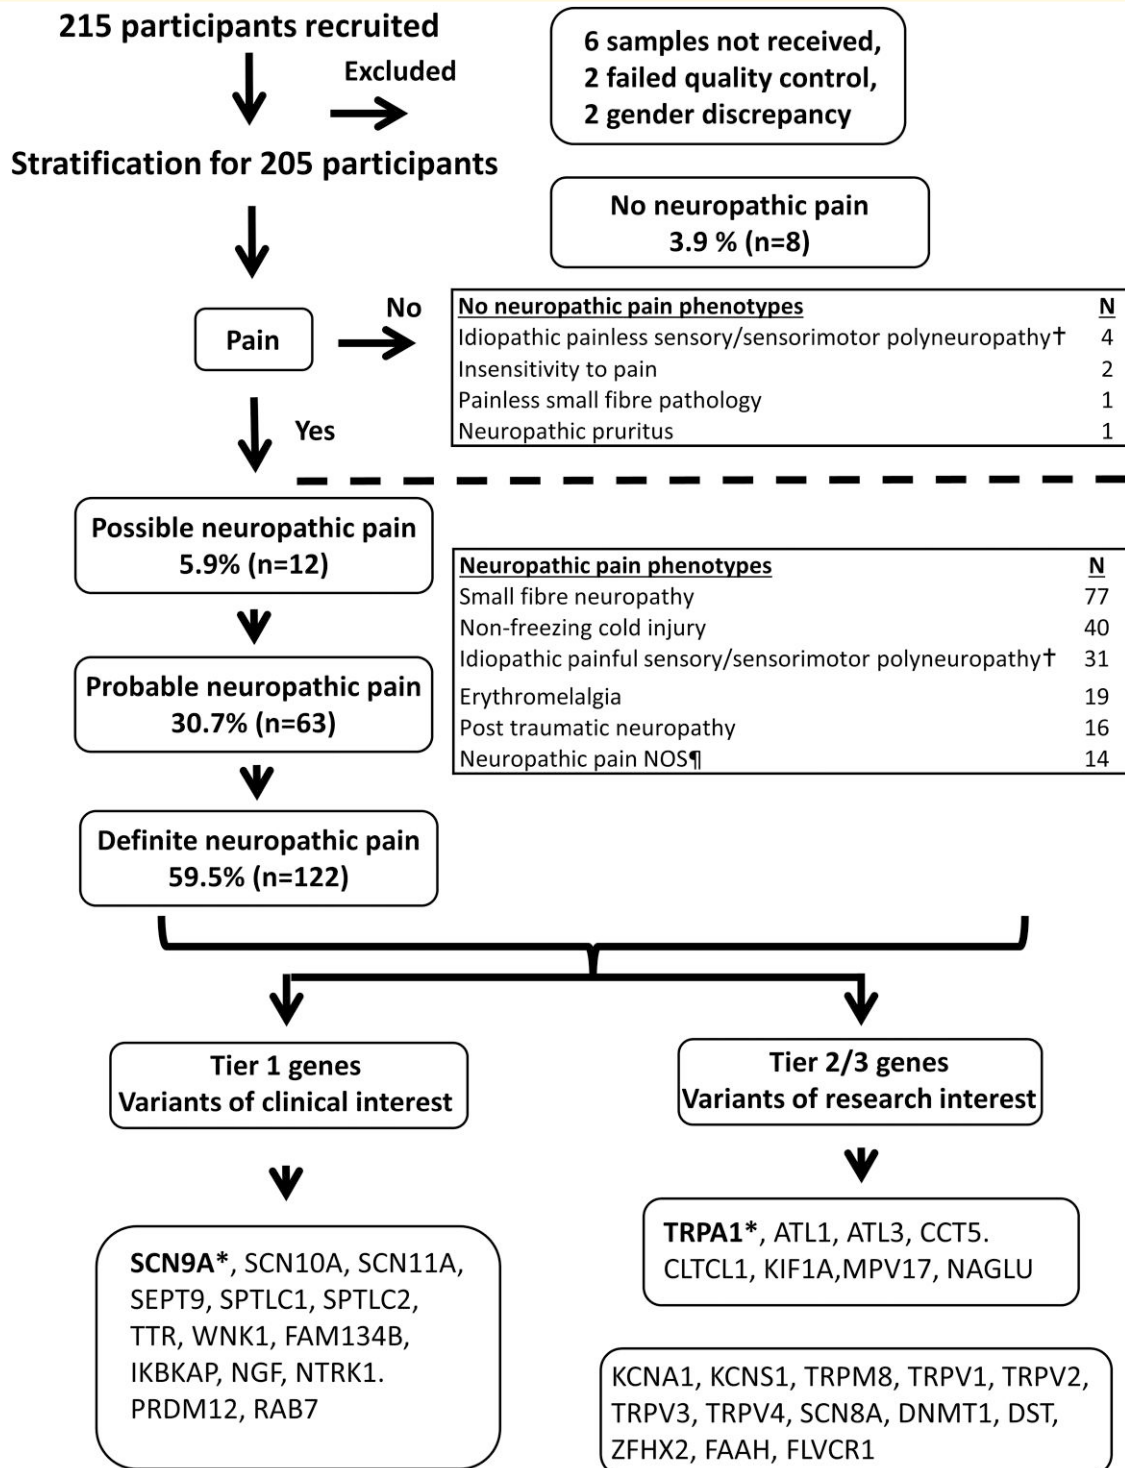 215 participants recruited
Excluded
6 samples not received,
2 failed quality control,
2 gender discrepancy
Stratification for 205 participants
No neuropathic pain
3.9 % (n=8)
Pain
No
No neuropathic pain phenotypes N
Idiopathic painless sensory/sensorimotor polyneuropathy† 4
Insensitivity to pain 2
Painless small fibre pathology 1
Neuropathic pruritus 1
Yes
Possible neuropathic pain
5.9% (n=12)
Probable neuropathic pain
30.7% (n=63)
Definite neuropathic pain
59.5% (n=122)
Neuropathic pain phenotypes N
Small fibre neuropathy 77
Non-freezing cold injury 40
Idiopathic painful sensory/sensorimotor polyneuropathy† 31
Erythromelalgia 19
Post traumatic neuropathy 16
Neuropathic pain NOS¶ 14
Tier 1 genes
Variants of clinical interest
SCN9A*, SCN10A, SCN11A,
SEPT9, SPTLC1, SPTLC2,
TTR, WNK1, FAM134B,
IKBKAP, NGF, NTRK1.
PRDM12, RAB7
Tier 2/3 genes
Variants of research interest
TRPA1*, ATL1, ATL3, CCT5.
CLTCL1, KIF1A,MPV17, NAGLU
KCNA1, KCNS1, TRPM8, TRPV1, TRPV2,
TRPV3, TRPV4, SCN8A, DNMT1, DST,
ZFHX2, FAAH, FLVCR1